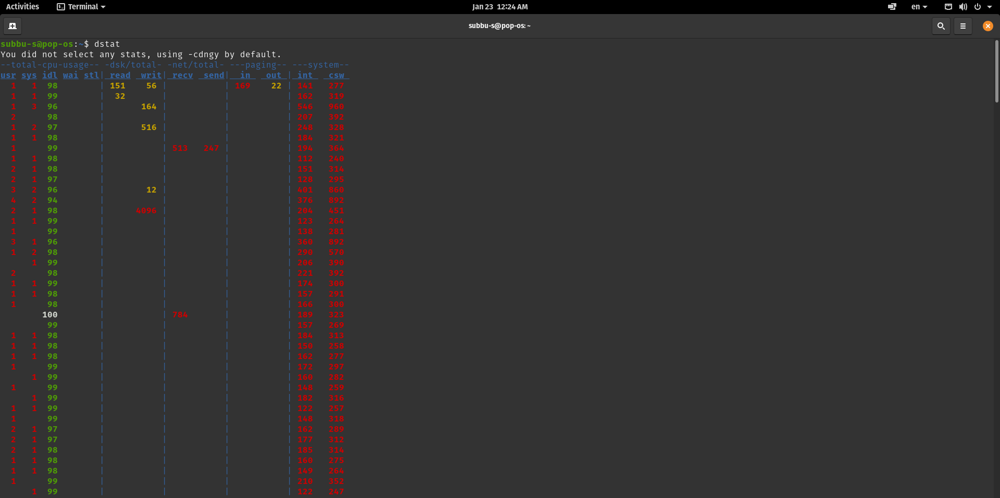 Activities Terminal Jan 23 12:24 AM en
subbu-s@pop-os: ~
subbu-s@pop-os:~$ dstat
You did not select any stats, using -cdngy by default.
--total-cpu-usage-- -dsk/total- -net/total- ---paging-- ---system--
usr sys idl wai stl| read  writ| recv  send|  in   out | int   csw
  1   1  98        | 151    56 |           | 169    22 | 141   277
  1   1  99        |  32       |           |           | 162   319
  1   3  96        |       164 |           |           | 546   960
  2      98        |           |           |           | 207   392
  1   2  97        |       516 |           |           | 248   328
  1   1  98        |           |           |           | 184   321
  1      99        |           | 513   247 |           | 194   364
  1   1  98        |           |           |           | 112   240
  2   1  98        |           |           |           | 151   314
  2   1  97        |           |           |           | 128   295
  3   2  96        |        12 |           |           | 401   860
  4   2  94        |           |           |           | 376   892
  2   1  98        |      4096 |           |           | 204   451
  1   1  99        |           |           |           | 123   264
  1      99        |           |           |           | 138   281
  3   1  96        |           |           |           | 360   892
  1   2  98        |           |           |           | 290   570
      1  99        |           |           |           | 206   390
  2      98        |           |           |           | 221   392
  1   1  99        |           |           |           | 174   300
  1   1  98        |           |           |           | 157   291
  1      98        |           |           |           | 166   300
        100        |           | 784       |           | 189   323
         99        |           |           |           | 157   269
  1   1  98        |           |           |           | 184   313
  1   1  98        |           |           |           | 150   258
  1   1  98        |           |           |           | 162   277
  1      99        |           |           |           | 172   297
      1  99        |           |           |           | 160   282
  1      99        |           |           |           | 148   259
      1  99        |           |           |           | 182   316
  1   1  99        |           |           |           | 122   257
  1      99        |           |           |           | 148   318
  2   1  97        |           |           |           | 162   289
  2   1  97        |           |           |           | 177   312
  2   1  98        |           |           |           | 185   314
  1   1  98        |           |           |           | 160   275
  1   1  98        |           |           |           | 149   264
  1      99        |           |           |           | 210   352
      1  99        |           |           |           | 122   247